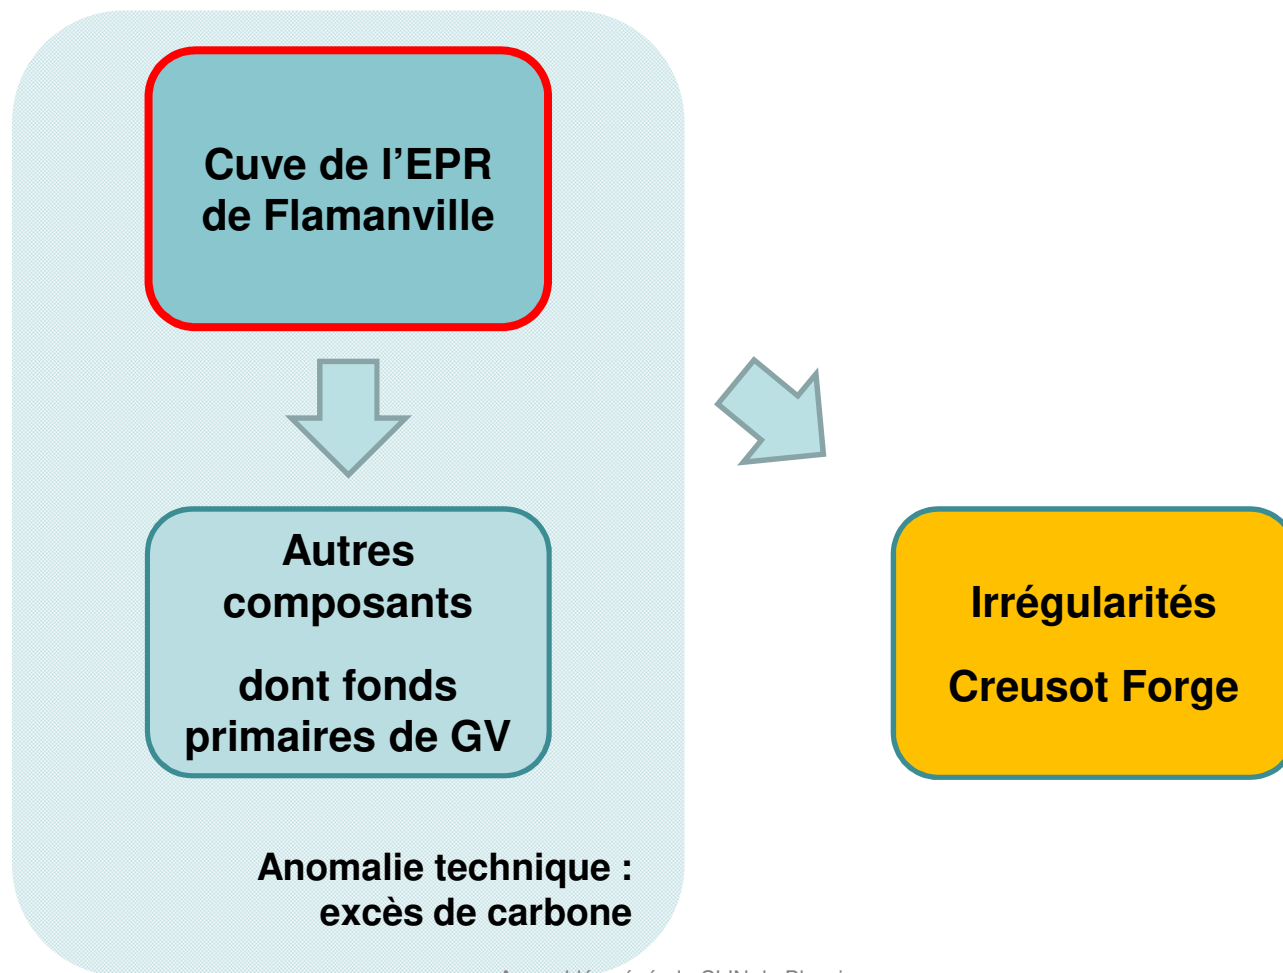 Cuve de l’EPR
de Flamanville
Autres
composants
dont fonds
primaires de GV
Irrégularités
Creusot Forge
Anomalie technique :
excès de carbone